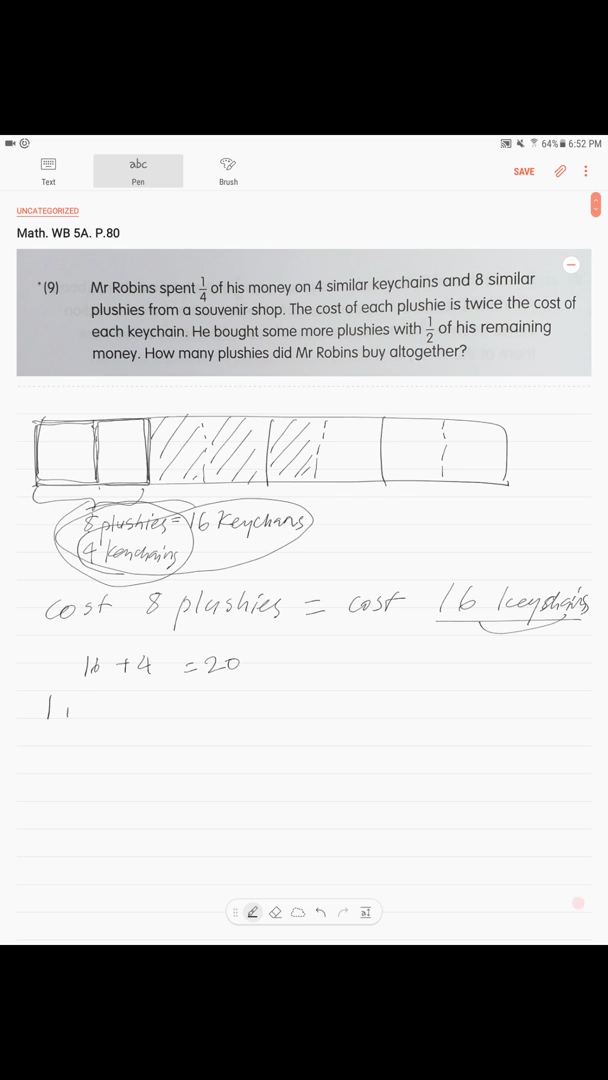 64% 6:52 PM
abc
Text Pen Brush SAVE
UNCATEGORIZED
Math. WB 5A. P.80
*(9) Mr Robins spent 1/4 of his money on 4 similar keychains and 8 similar
plushies from a souvenir shop. The cost of each plushie is twice the cost of
each keychain. He bought some more plushies with 1/2 of his remaining
money. How many plushies did Mr Robins buy altogether?
8 plushies = 16 Keychans
4 Kenchains
cost 8 plushies = cost 16 keychains
16 + 4 = 20